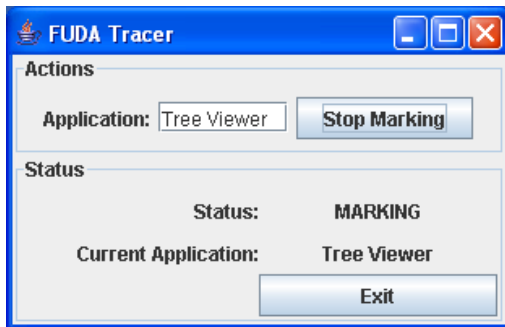 FUDA Tracer
Actions
Application: Tree Viewer Stop Marking
Status
Status: MARKING
Current Application: Tree Viewer
Exit